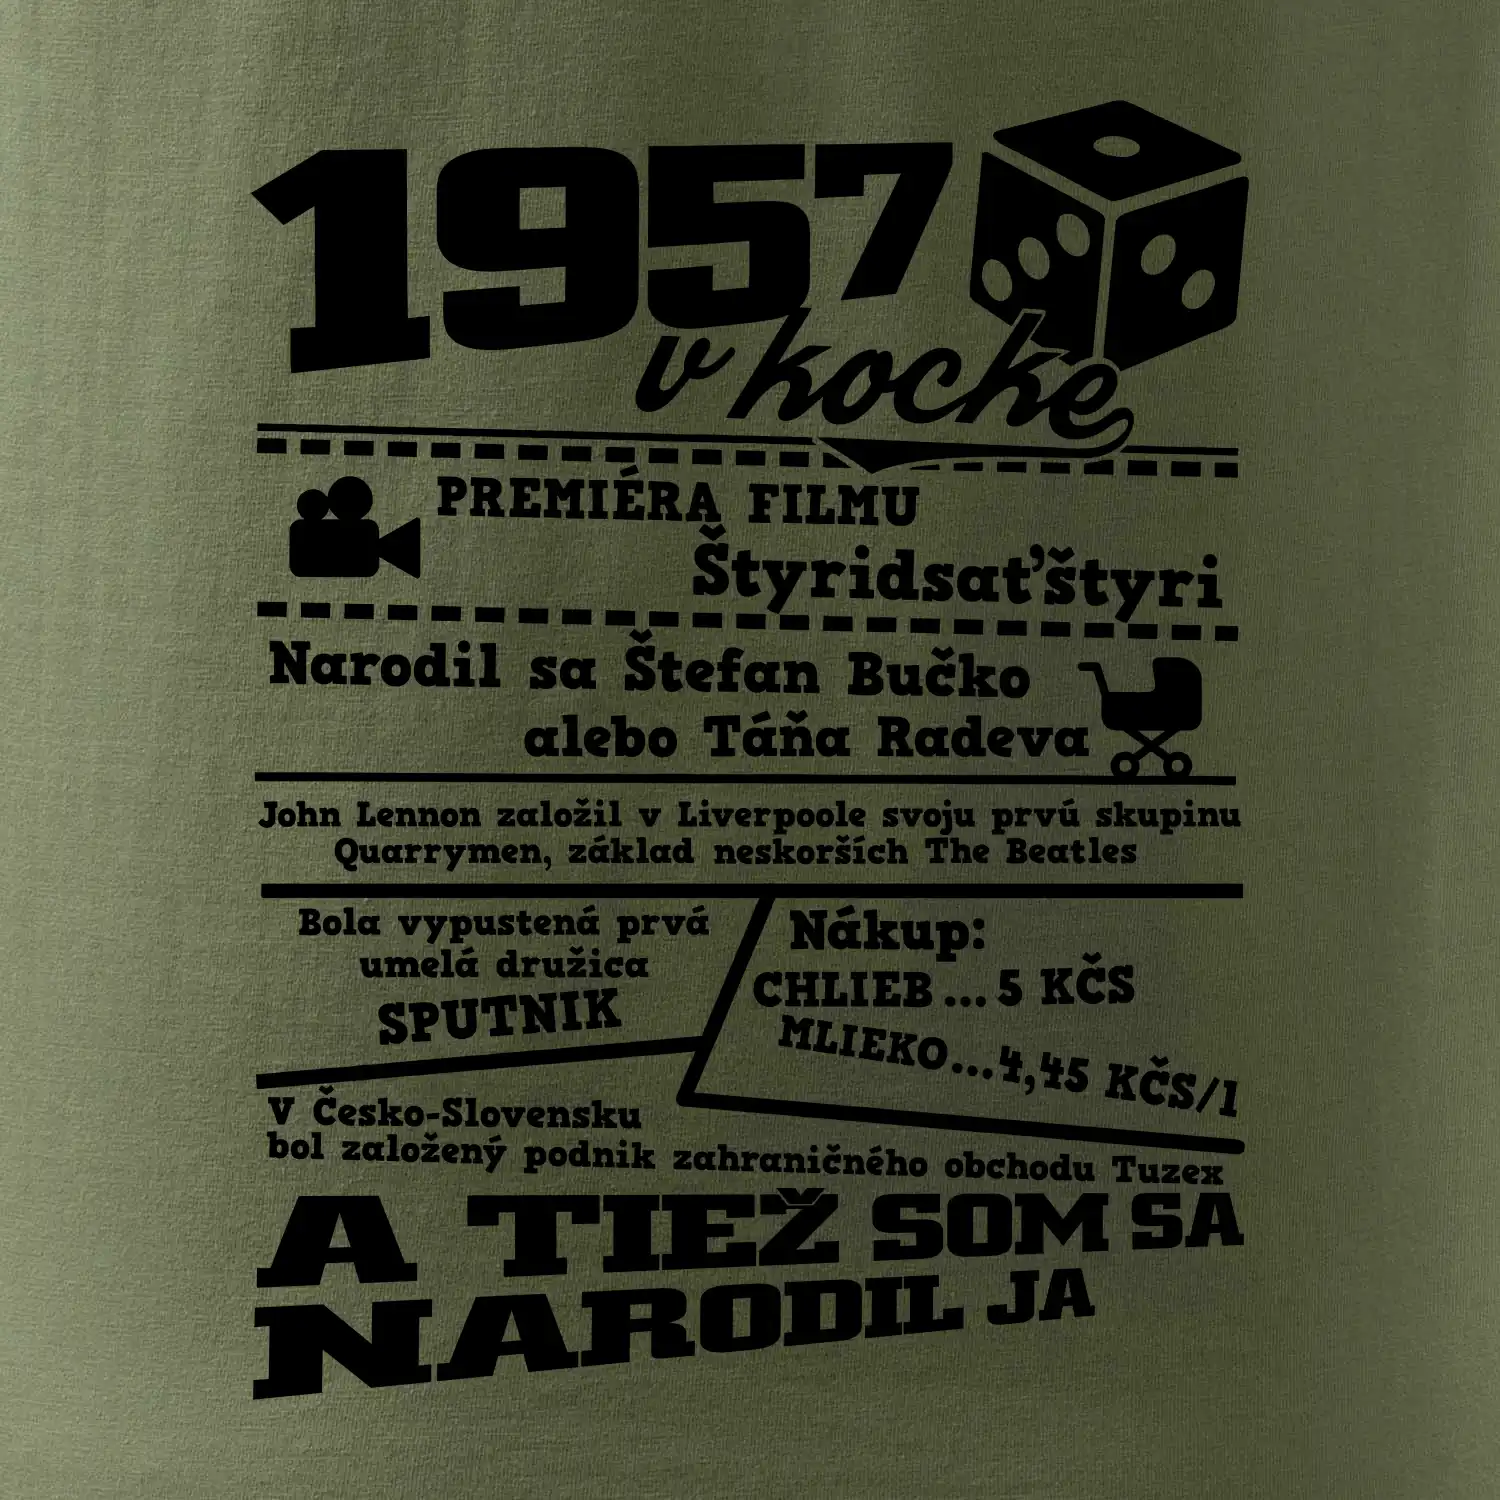 1957
v kocke
PREMIÉRA FILMU
Štyridsaťštyri
Narodil sa Štefan Bučko
alebo Táňa Radeva
John Lennon založil v Liverpoole svoju prvú skupinu
Quarrymen, základ neskorších The Beatles
Bola vypustená prvá
umelá družica
SPUTNIK
Nákup:
CHLIEB... 5 KČS
MLIEKO...4,45 KČS/l
V Česko-Slovensku
bol založený podnik zahraničného obchodu Tuzex
A TIEŽ SOM SA
NARODIL JA